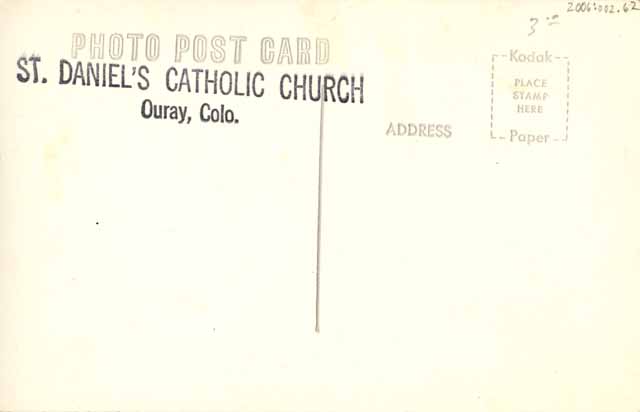 2006:002.62
3 00
PHOTO POST CARD
ST. DANIEL'S CATHOLIC CHURCH
Ouray, Colo.
Kodak
PLACE
STAMP
HERE
Paper
ADDRESS